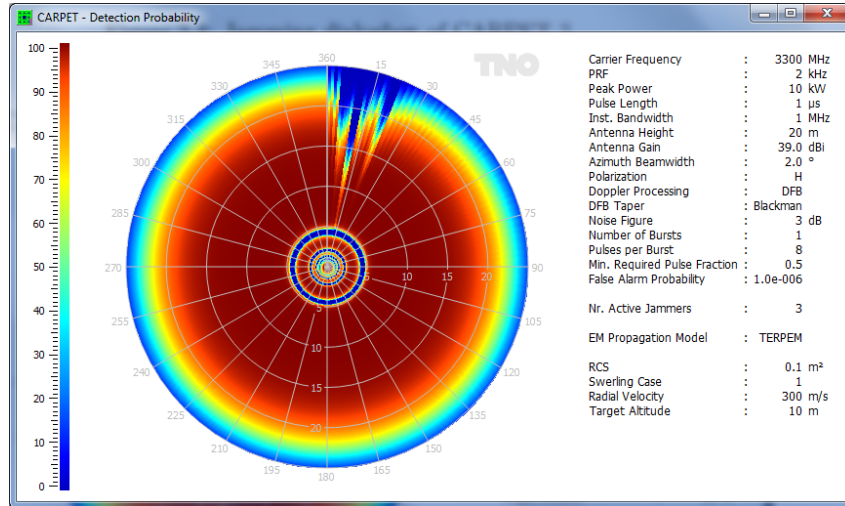 CARPET - Detection Probability
TNO
100
90
80
70
60
50
40
30
20
10
0
360
15
30
45
60
75
90
105
120
135
150
165
180
195
210
225
240
255
270
285
300
315
330
345
5
10
15
20
5
10
15
20
Carrier Frequency : 3300 MHz
PRF : 2 kHz
Peak Power : 10 kW
Pulse Length : 1 µs
Inst. Bandwidth : 1 MHz
Antenna Height : 20 m
Antenna Gain : 39.0 dBi
Azimuth Beamwidth : 2.0 °
Polarization : H
Doppler Processing : DFB
DFB Taper : Blackman
Noise Figure : 3 dB
Number of Bursts : 1
Pulses per Burst : 8
Min. Required Pulse Fraction : 0.5
False Alarm Probability : 1.0e-006
Nr. Active Jammers : 3
EM Propagation Model : TERPEM
RCS : 0.1 m²
Swerling Case : 1
Radial Velocity : 300 m/s
Target Altitude : 10 m